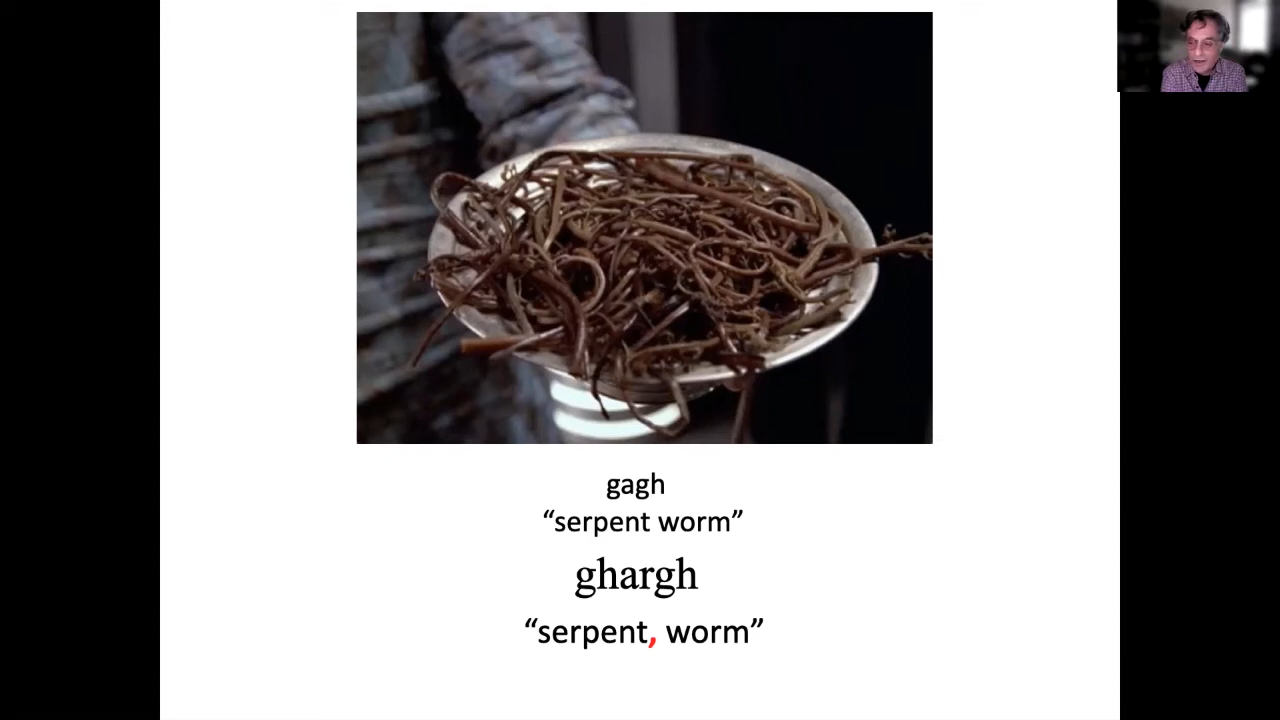 gagh
“serpent worm”
ghargh
“serpent, worm”